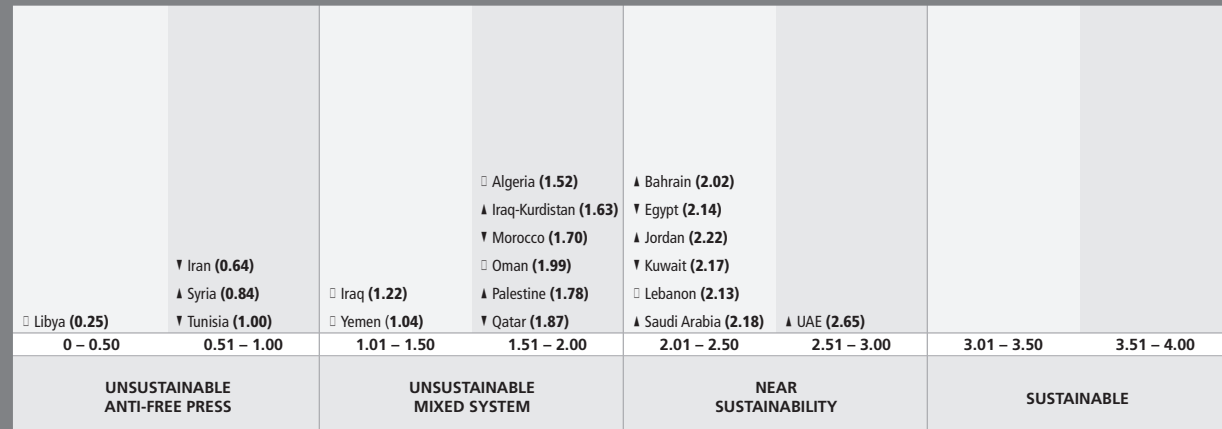 ▯ Algeria (1.52)
▲ Iraq-Kurdistan (1.63)
▼ Morocco (1.70)
▯ Oman (1.99)
▲ Palestine (1.78)
▼ Qatar (1.87)
▲ Bahrain (2.02)
▼ Egypt (2.14)
▲ Jordan (2.22)
▼ Kuwait (2.17)
▯ Lebanon (2.13)
▲ Saudi Arabia (2.18)
▼ Iran (0.64)
▲ Syria (0.84)
▼ Tunisia (1.00)
▯ Iraq (1.22)
▯ Yemen (1.04)
▯ Libya (0.25)
▲ UAE (2.65)
0 – 0.50
0.51 – 1.00
1.01 – 1.50
1.51 – 2.00
2.01 – 2.50
2.51 – 3.00
3.01 – 3.50
3.51 – 4.00
UNSUSTAINABLE
ANTI-FREE PRESS
UNSUSTAINABLE
MIXED SYSTEM
NEAR
SUSTAINABILITY
SUSTAINABLE